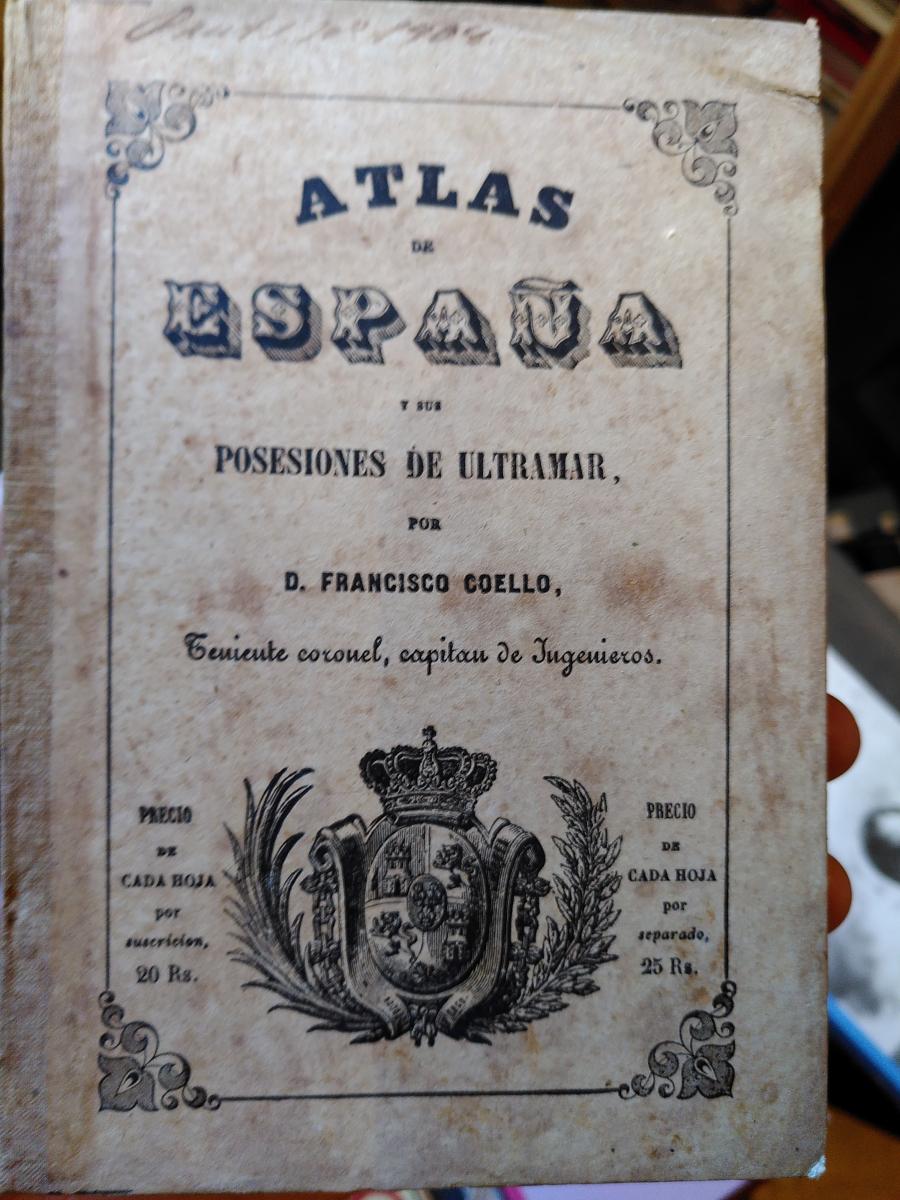 1904
ATLAS
DE
ESPAÑA
Y SUS
POSESIONES DE ULTRAMAR,
POR
D. FRANCISCO COELLO,
Teniente coronel, capitan de Ingenieros.
PRECIO
DE
CADA HOJA
por
suscricion,
20 Rs.
PRECIO
DE
CADA HOJA
por
separado,
25 Rs.